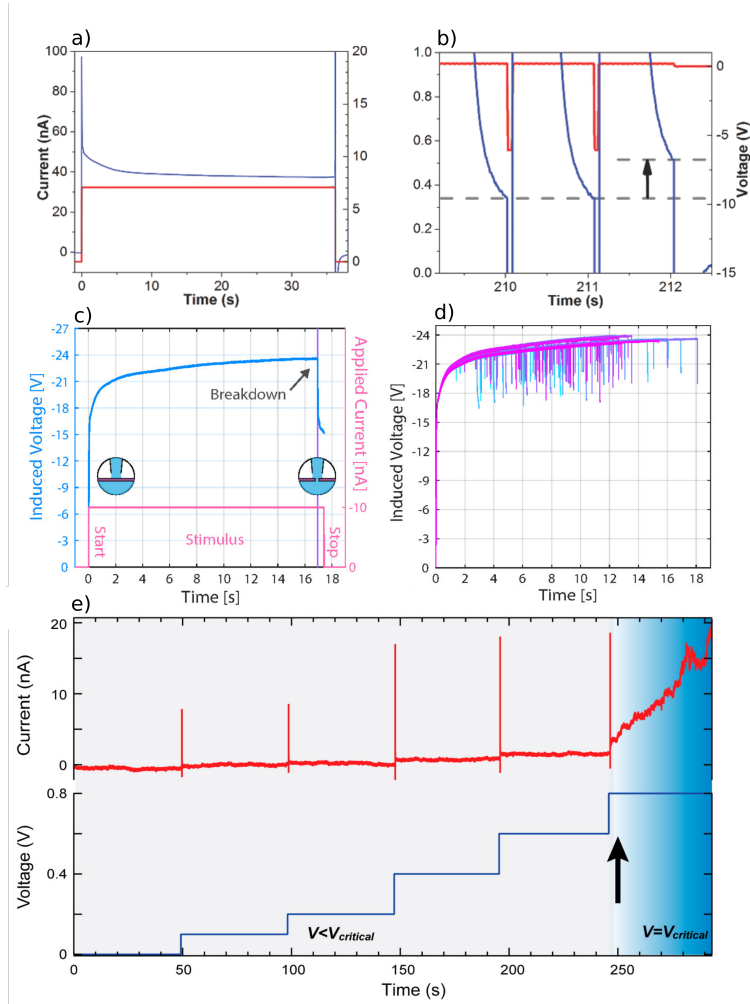 a)
100
80
60
40
20
0
Current (nA)
20
15
10
5
0
0 10 20 30
Time (s)
b)
1.0
0.8
0.6
0.4
0.2
0.0
0
-5
-10
-15
Voltage (V)
210 211 212
Time (s)
c)
-27
-24
-21
-18
-15
-12
-9
-6
-3
0
Induced Voltage [V]
Breakdown
Start
Stimulus
Stop
-10
0
Applied Current [nA]
0 2 4 6 8 10 12 14 16 18
Time [s]
d)
-24
-21
-18
-15
-12
-9
-6
-3
0
Induced Voltage [V]
0 2 4 6 8 10 12 14 16 18
Time [s]
e)
20
10
0
Current (nA)
0.8
0.4
0
Voltage (V)
V<Vcritical
V=Vcritical
0 50 100 150 200 250
Time (s)